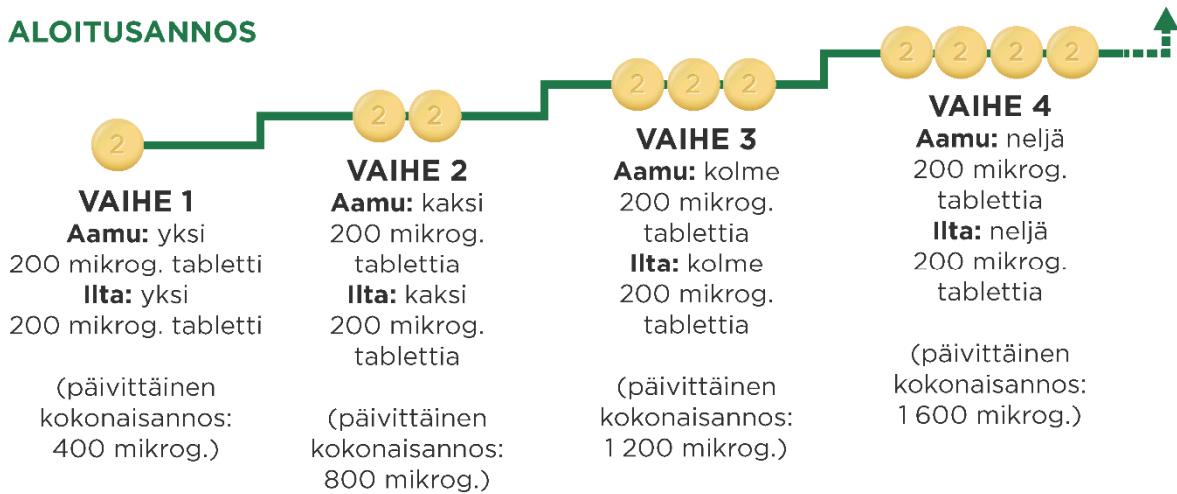 ALOITUSANNOS
2
VAIHE 1
Aamu: yksi
200 mikrog. tabletti
Ilta: yksi
200 mikrog. tabletti
(päivittäinen
kokonaisannos:
400 mikrog.)
2 2
VAIHE 2
Aamu: kaksi
200 mikrog.
tablettia
Ilta: kaksi
200 mikrog.
tablettia
(päivittäinen
kokonaisannos:
800 mikrog.)
2 2 2
VAIHE 3
Aamu: kolme
200 mikrog.
tablettia
Ilta: kolme
200 mikrog.
tablettia
(päivittäinen
kokonaisannos:
1 200 mikrog.)
2 2 2 2
VAIHE 4
Aamu: neljä
200 mikrog.
tablettia
Ilta: neljä
200 mikrog.
tablettia
(päivittäinen
kokonaisannos:
1 600 mikrog.)